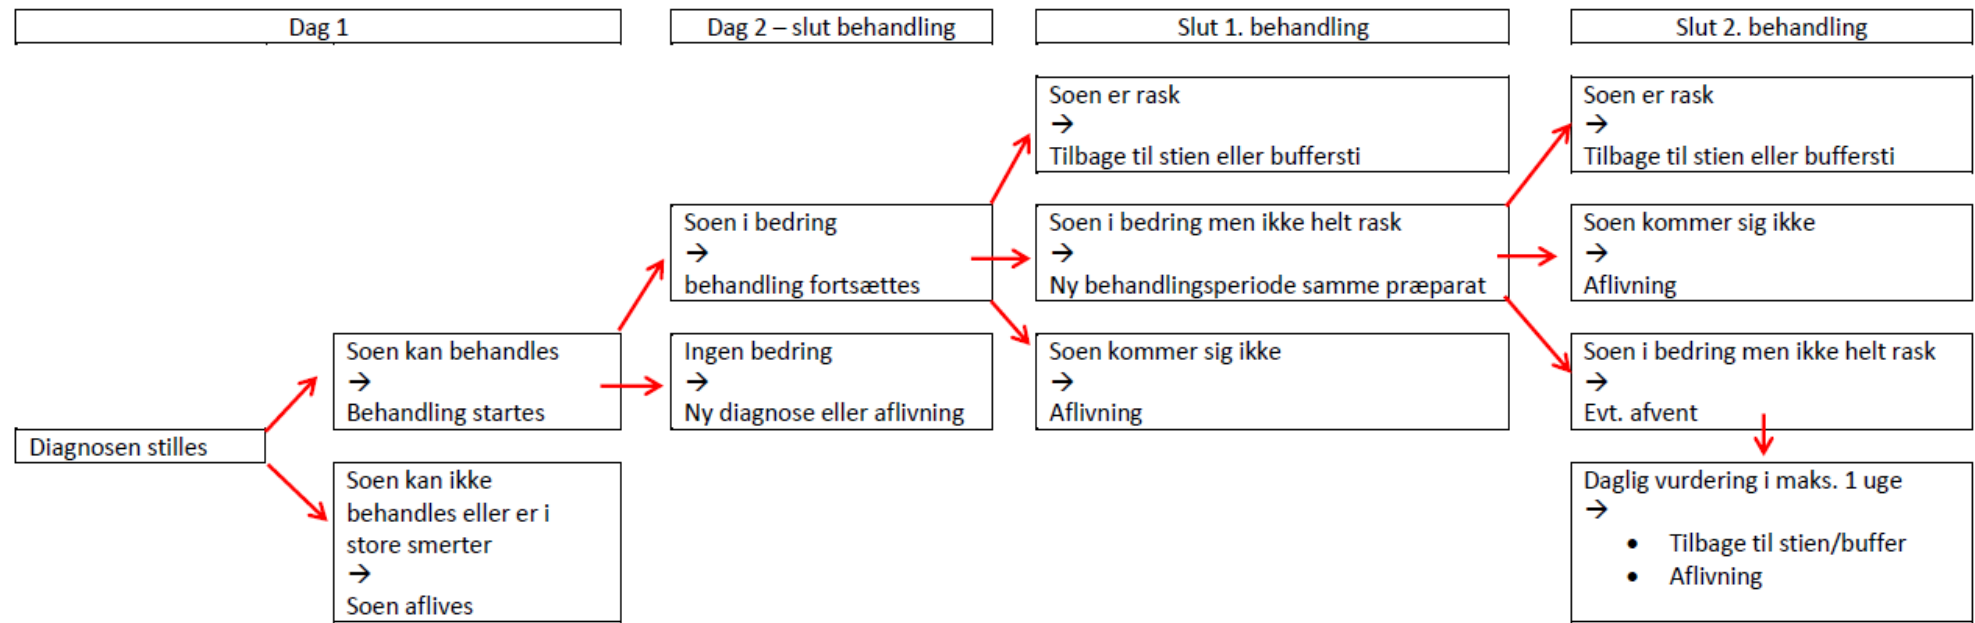 Dag 1
Dag 2 – slut behandling
Slut 1. behandling
Slut 2. behandling
Diagnosen stilles
Soen kan behandles
→
Behandling startes
Soen kan ikke
behandles eller er i
store smerter
→
Soen aflives
Soen i bedring
→
behandling fortsættes
Ingen bedring
→
Ny diagnose eller aflivning
Soen er rask
→
Tilbage til stien eller buffersti
Soen i bedring men ikke helt rask
→
Ny behandlingsperiode samme præparat
Soen kommer sig ikke
→
Aflivning
Soen er rask
→
Tilbage til stien eller buffersti
Soen kommer sig ikke
→
Aflivning
Soen i bedring men ikke helt rask
→
Evt. afvent
Daglig vurdering i maks. 1 uge
→
• Tilbage til stien/buffer
• Aflivning